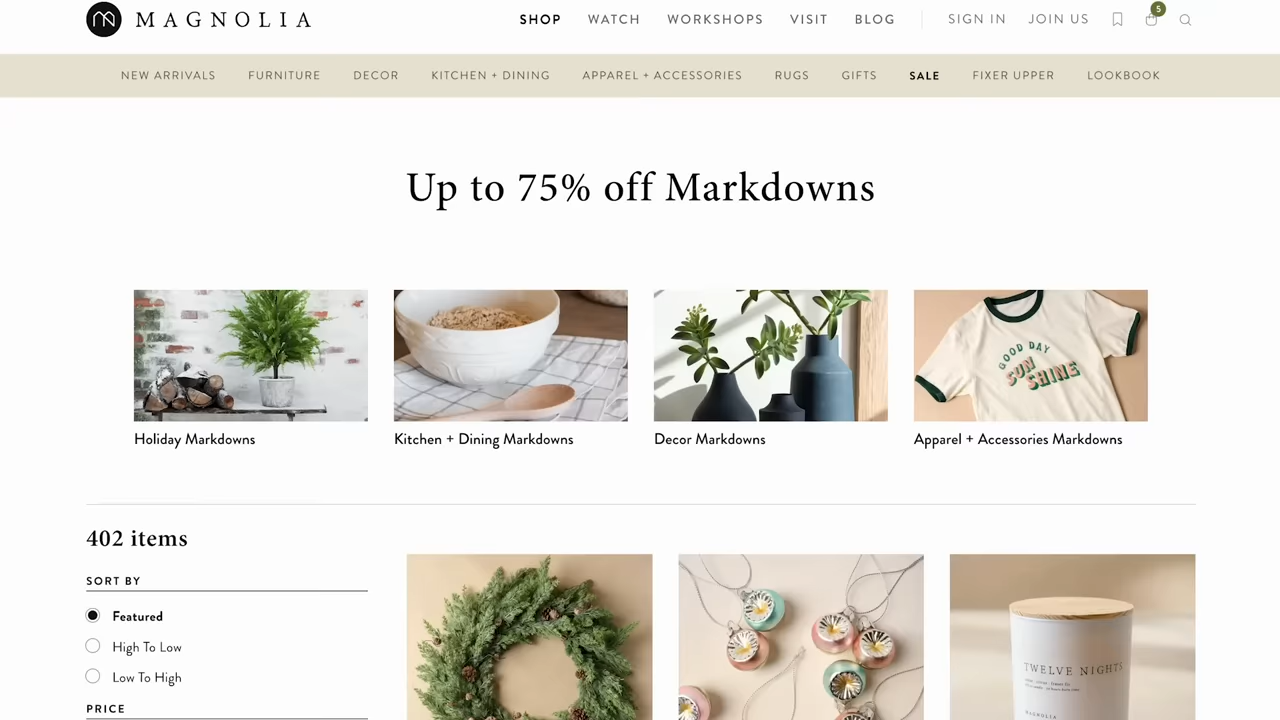 MAGNOLIA
SHOP WATCH WORKSHOPS VISIT BLOG SIGN IN JOIN US 5
NEW ARRIVALS FURNITURE DECOR KITCHEN + DINING APPAREL + ACCESSORIES RUGS GIFTS SALE FIXER UPPER LOOKBOOK
Up to 75% off Markdowns
GOOD DAY
SUN
SHINE
Holiday Markdowns
Kitchen + Dining Markdowns
Decor Markdowns
Apparel + Accessories Markdowns
402 items
SORT BY
Featured
High To Low
Low To High
PRICE
TWELVE NIGHTS
MAGNOLIA